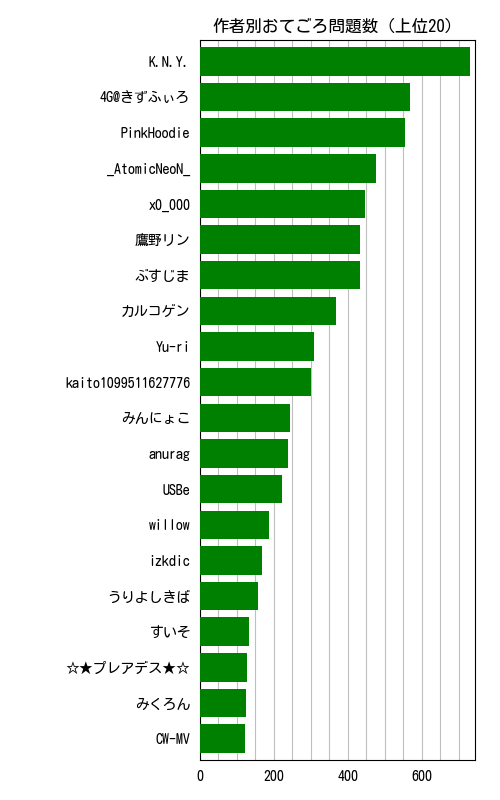 作者別おてごろ問題数 (上位20)
K.N.Y.
4G@きずふぃろ
PinkHoodie
_AtomicNeoN_
x0_000
鷹野リン
ぶすじま
カルコゲン
Yu-ri
kaito1099511627776
みんにょこ
anurag
USBe
willow
izkdic
うりよしきば
すいそ
☆★プレアデス★☆
みくろん
CW-MV
0 200 400 600